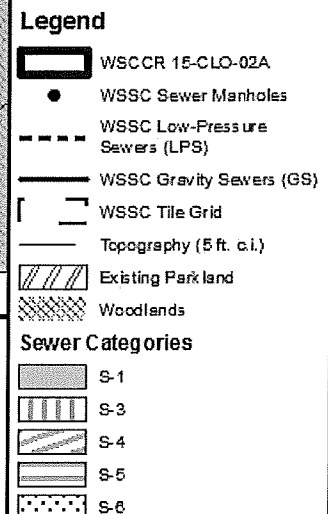 Legend
WSCCR 15-CLO-02A
WSSC Sewer Manholes
WSSC Low-Pressure
Sewers (LPS)
WSSC Gravity Sewers (GS)
WSSC Tile Grid
Topography (5 ft. c.i.)
Existing Parkland
Woodlands
Sewer Categories
S-1
S-3
S-4
S-5
S-6